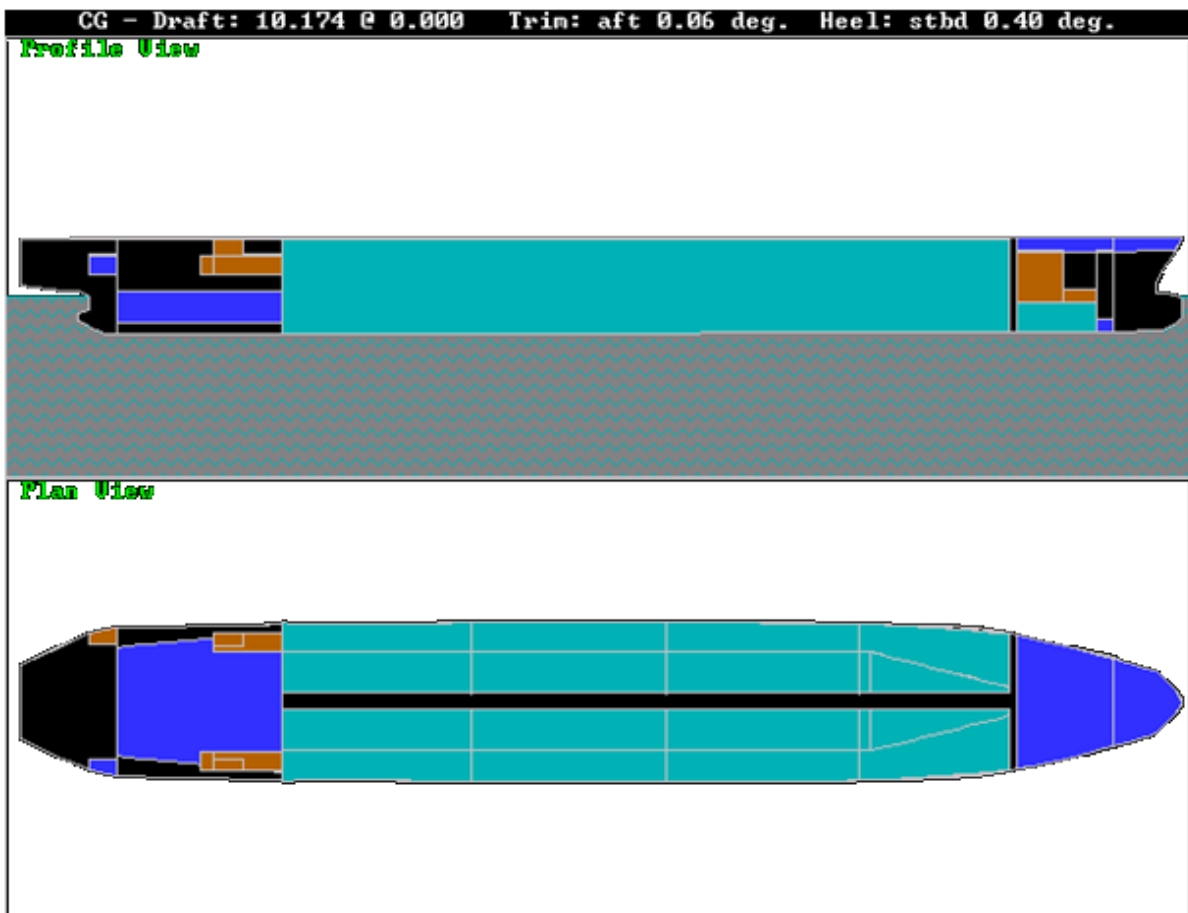 CG - Draft: 10.174 @ 0.000   Trim: aft 0.06 deg.   Heel: stbd 0.40 deg.
Profile View
Plan View